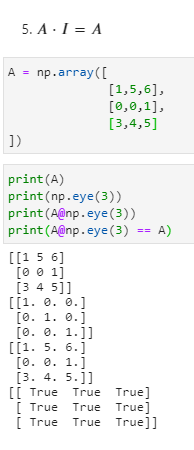 5. A · I = A
A = np.array([
[1,5,6],
[0,0,1],
[3,4,5]
])
print(A)
print(np.eye(3))
print(A@np.eye(3))
print(A@np.eye(3) == A)
[[1 5 6]
[0 0 1]
[3 4 5]]
[[1. 0. 0.]
[0. 1. 0.]
[0. 0. 1.]]
[[1. 5. 6.]
[0. 0. 1.]
[3. 4. 5.]]
[[ True True True]
[ True True True]
[ True True True]]